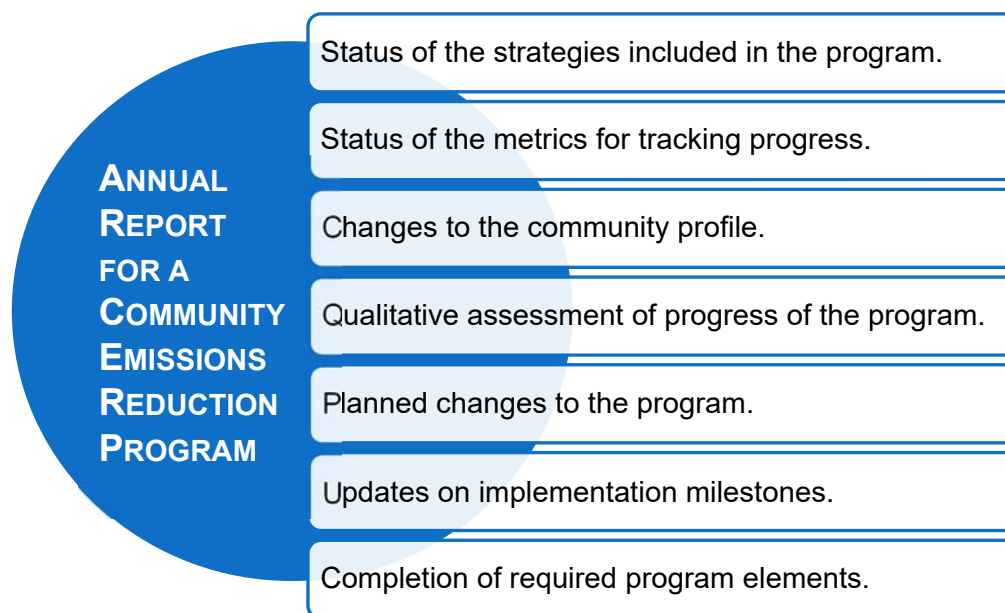 ANNUAL
REPORT
FOR A
COMMUNITY
EMISSIONS
REDUCTION
PROGRAM
Status of the strategies included in the program.
Status of the metrics for tracking progress.
Changes to the community profile.
Qualitative assessment of progress of the program.
Planned changes to the program.
Updates on implementation milestones.
Completion of required program elements.